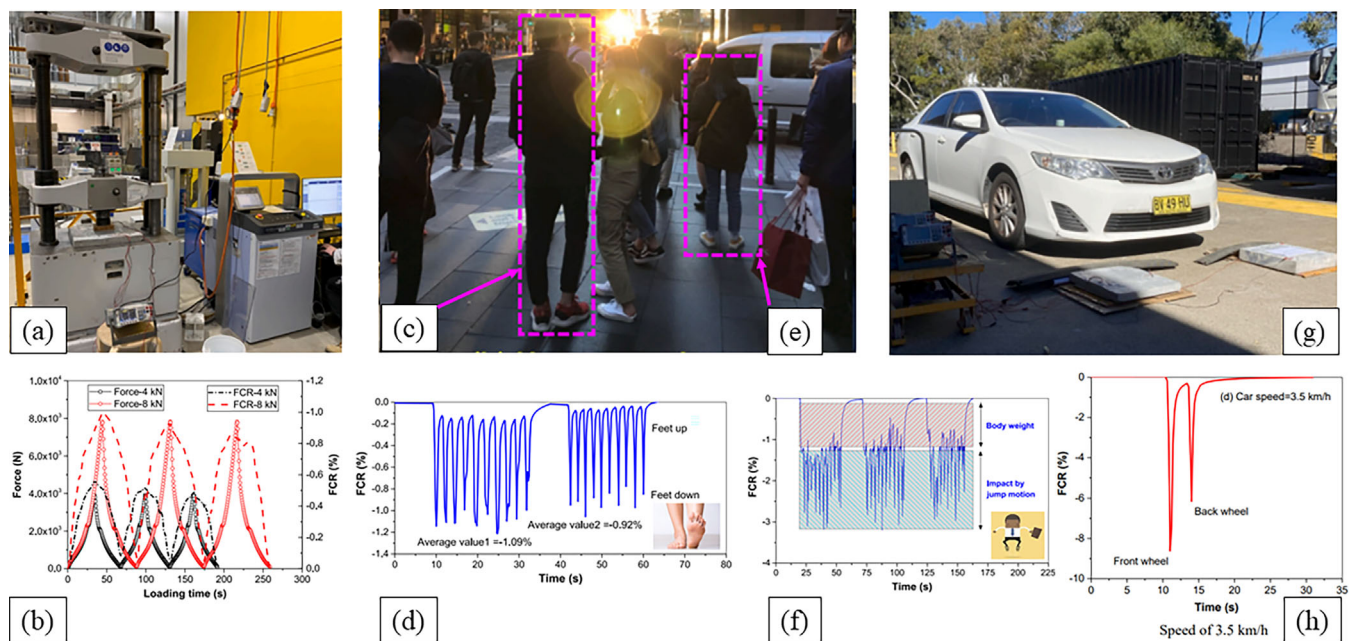 (a)
(c)
(e)
BV 49 HU
(g)
Force-4 kN
FCR-4 kN
Force-8 kN
FCR-8 kN
1.0x10⁴
8.0x10³
6.0x10³
4.0x10³
2.0x10³
0.0
Force (N)
-1.2
-1.0
-0.8
-0.6
-0.4
-0.2
0.0
FCR (%)
0 50 100 150 200 250 300
Loading time (s)
(b)
0.0
-0.2
-0.4
-0.6
-0.8
-1.0
-1.2
-1.4
FCR (%)
Feet up
Feet down
Average value2 =-0.92%
Average value1 =-1.09%
0 10 20 30 40 50 60 70 80
Time (s)
(d)
0
-1
-2
-3
-4
FCR (%)
Body weight
Impact by
jump motion
0 25 50 75 100 125 150 175 200 225
Time (s)
(f)
0
-2
-4
-6
-8
-10
FCR (%)
(d) Car speed=3.5 km/h
Back wheel
Front wheel
0 5 10 15 20 25 30 35
Time (s)
Speed of 3.5 km/h
(h)